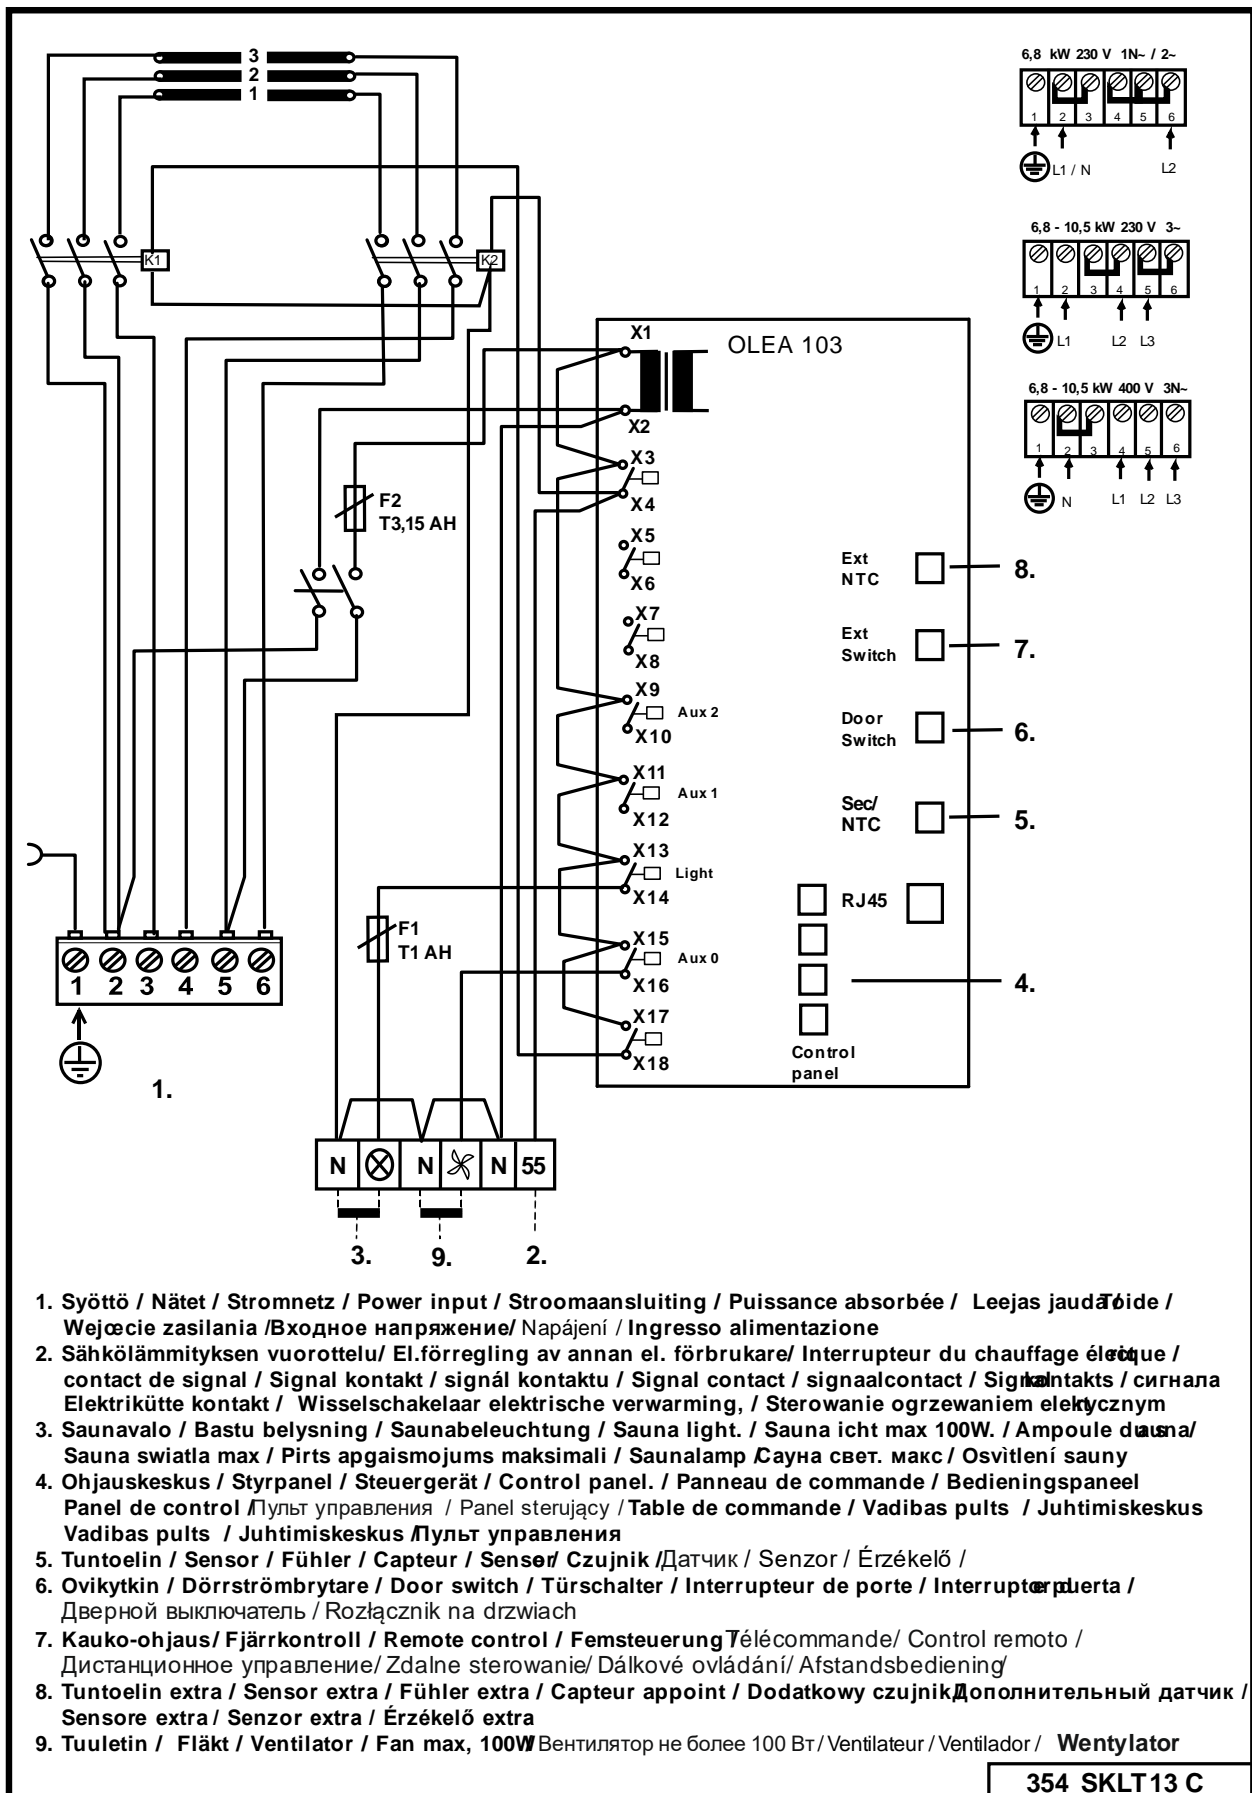 3
2
1
K1
K2
6,8 kW 230 V 1N~ / 2~
1 2 3 4 5 6
L1 / N L2
6,8 - 10,5 kW 230 V 3~
1 2 3 4 5 6
L1 L2 L3
6,8 - 10,5 kW 400 V 3N~
1 2 3 4 5 6
N L1 L2 L3
OLEA 103
X1
X2
X3
X4
X5
X6
X7
X8
X9
Aux 2
X10
X11
Aux 1
X12
X13
Light
X14
X15
Aux 0
X16
X17
X18
F2
T3,15 AH
F1
T1 AH
Ext
NTC
8.
Ext
Switch
7.
Door
Switch
6.
Sec/
NTC
5.
RJ45
4.
Control
panel
1 2 3 4 5 6
1.
N N N 55
3. 9. 2.
1. Syöttö / Nätet / Stromnetz / Power input / Stroomaansluiting / Puissance absorbée / Leejas jauda / Toide /
Wejœcie zasilania /Входное напряжение/ Napájení / Ingresso alimentazione
2. Sähkölämmityksen vuorottelu/ El.förregling av annan el. förbrukare/ Interrupteur du chauffage électrique /
contact de signal / Signal kontakt / signál kontaktu / Signal contact / signaalcontact / Signal kontakts / сигнала
Elektrikütte kontakt / Wisselschakelaar elektrische verwarming, / Sterowanie ogrzewaniem elektycznym
3. Saunavalo / Bastu belysning / Saunabeleuchtung / Sauna light. / Sauna icht max 100W. / Ampoule du sauna/
Sauna swiatla max / Pirts apgaismojums maksimali / Saunalamp /Сауна свет. макс / Osvìtlení sauny
4. Ohjauskeskus / Styrpanel / Steuergerät / Control panel. / Panneau de commande / Bedieningspaneel
Panel de control /Пульт управления / Panel sterujący / Table de commande / Vadibas pults / Juhtimiskeskus
Vadibas pults / Juhtimiskeskus /Пульт управления
5. Tuntoelin / Sensor / Fühler / Capteur / Sensor/ Czujnik /Датчик / Senzor / Érzékelő /
6. Ovikytkin / Dörrströmbrytare / Door switch / Türschalter / Interrupteur de porte / Interruptor puerta /
Дверной выключатель / Rozłącznik na drzwiach
7. Kauko-ohjaus/ Fjärrkontroll / Remote control / Femsteuerung /Télécommande/ Control remoto /
Дистанционное управление/ Zdalne sterowanie/ Dálkové ovládání/ Afstandsbediening/
8. Tuntoelin extra / Sensor extra / Fühler extra / Capteur appoint / Dodatkowy czujnik /Дополнительный датчик /
Sensore extra / Senzor extra / Érzékelő extra
9. Tuuletin / Fläkt / Ventilator / Fan max, 100W/ Вентилятор не более 100 Вт / Ventilateur / Ventilador / Wentylator
354 SKLT13 C